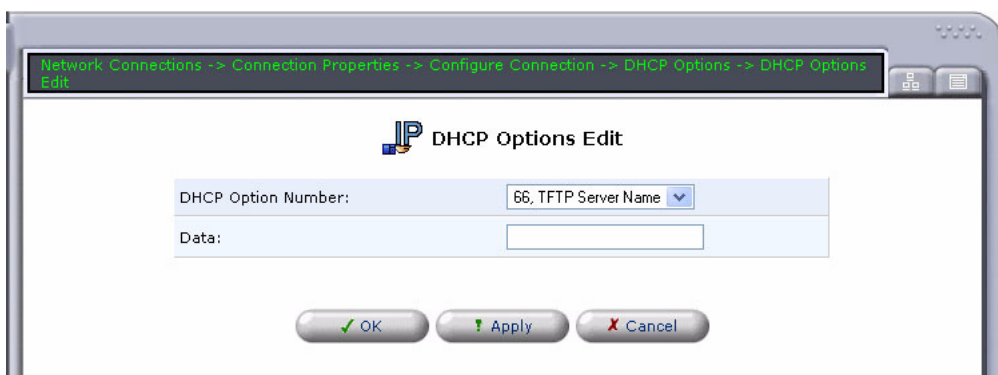 Network Connections -> Connection Properties -> Configure Connection -> DHCP Options -> DHCP Options
Edit
IP DHCP Options Edit
DHCP Option Number: 66, TFTP Server Name
Data:
OK Apply Cancel